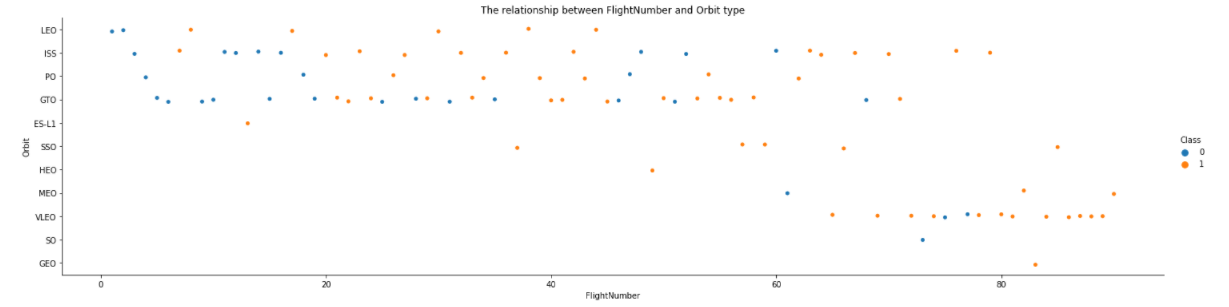 The relationship between FlightNumber and Orbit type
LEO
ISS
PO
GTO
ES-L1
SSO
HEO
MEO
VLEO
SO
GEO
Orbit
0
20
40
60
80
FlightNumber
Class
0
1